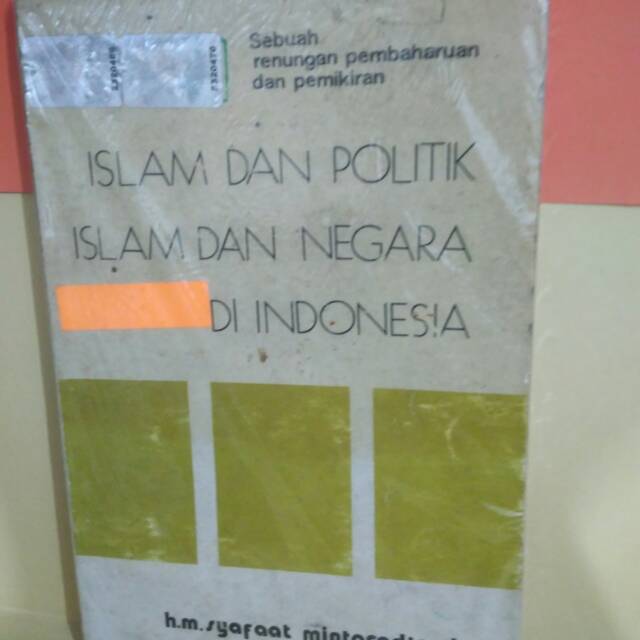 Sebuah
renungan pembaharuan
dan pemikiran
ISLAM DAN POLITIK
ISLAM DAN NEGARA
DI INDONESIA
h.m. syafaat